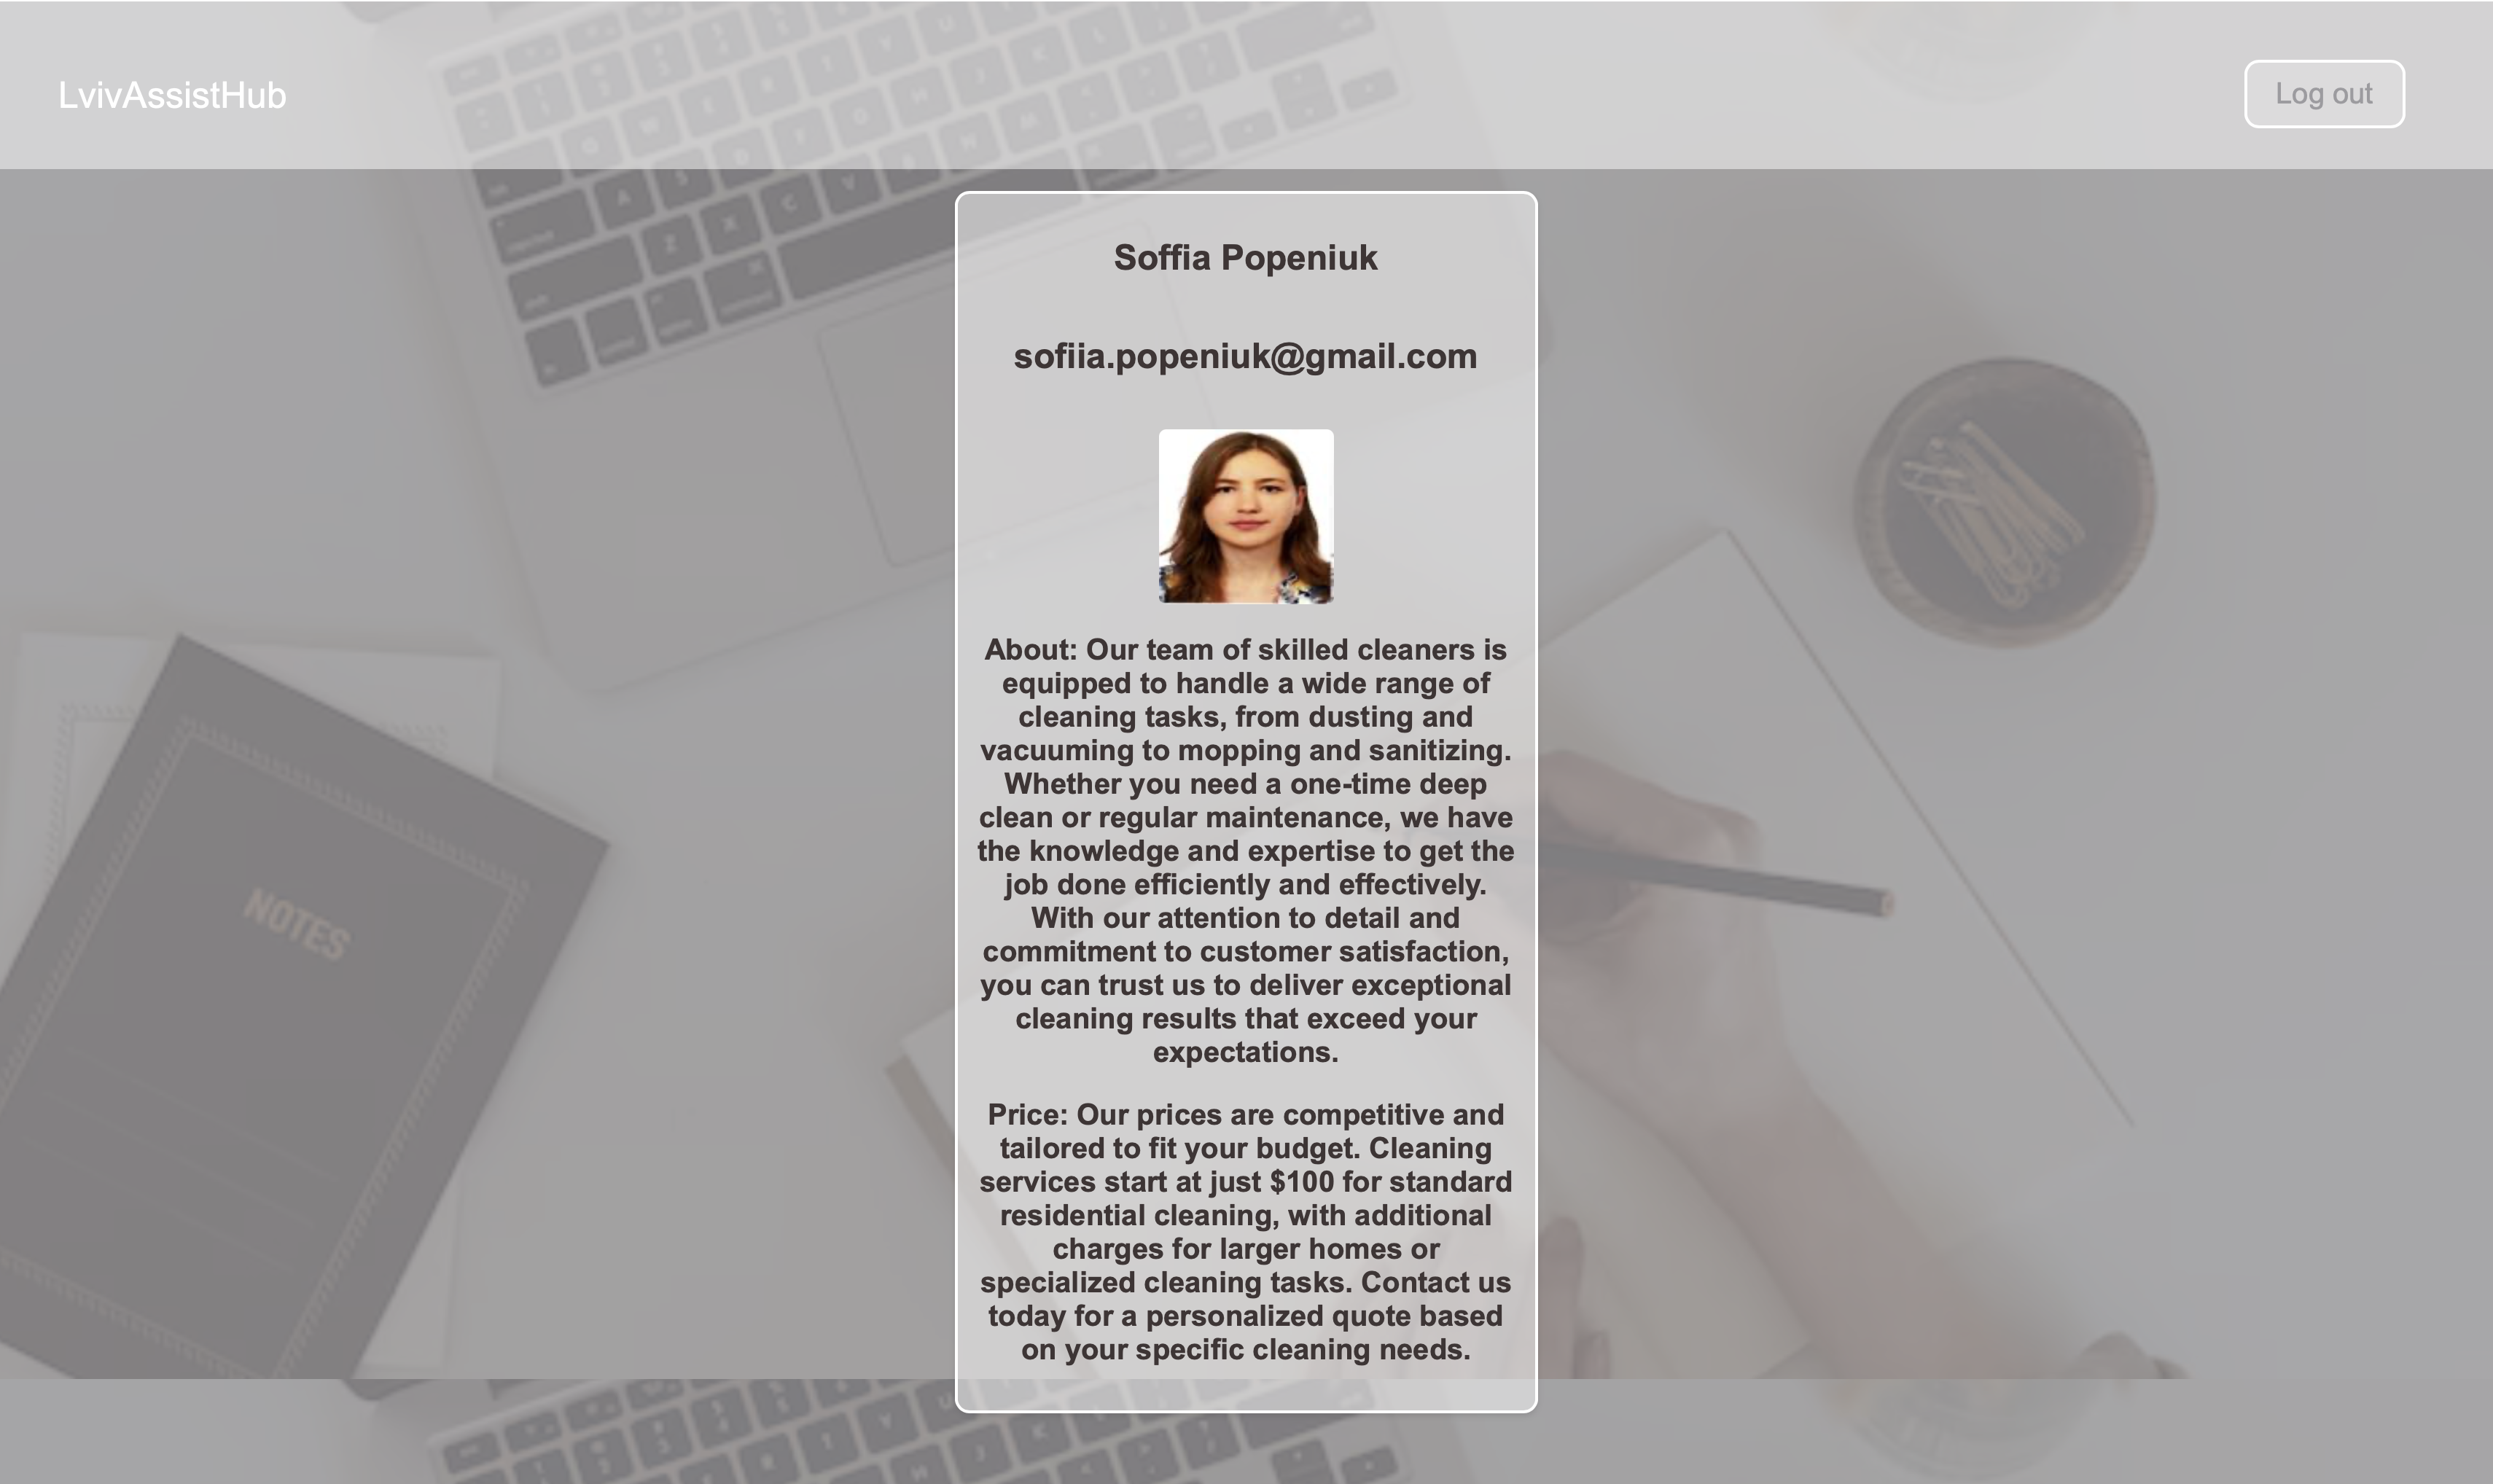 LvivAssistHub
Log out
Soffia Popeniuk
sofiia.popeniuk@gmail.com
About: Our team of skilled cleaners is
equipped to handle a wide range of
cleaning tasks, from dusting and
vacuuming to mopping and sanitizing.
Whether you need a one-time deep
clean or regular maintenance, we have
the knowledge and expertise to get the
job done efficiently and effectively.
With our attention to detail and
commitment to customer satisfaction,
you can trust us to deliver exceptional
cleaning results that exceed your
expectations.
Price: Our prices are competitive and
tailored to fit your budget. Cleaning
services start at just $100 for standard
residential cleaning, with additional
charges for larger homes or
specialized cleaning tasks. Contact us
today for a personalized quote based
on your specific cleaning needs.
NOTES